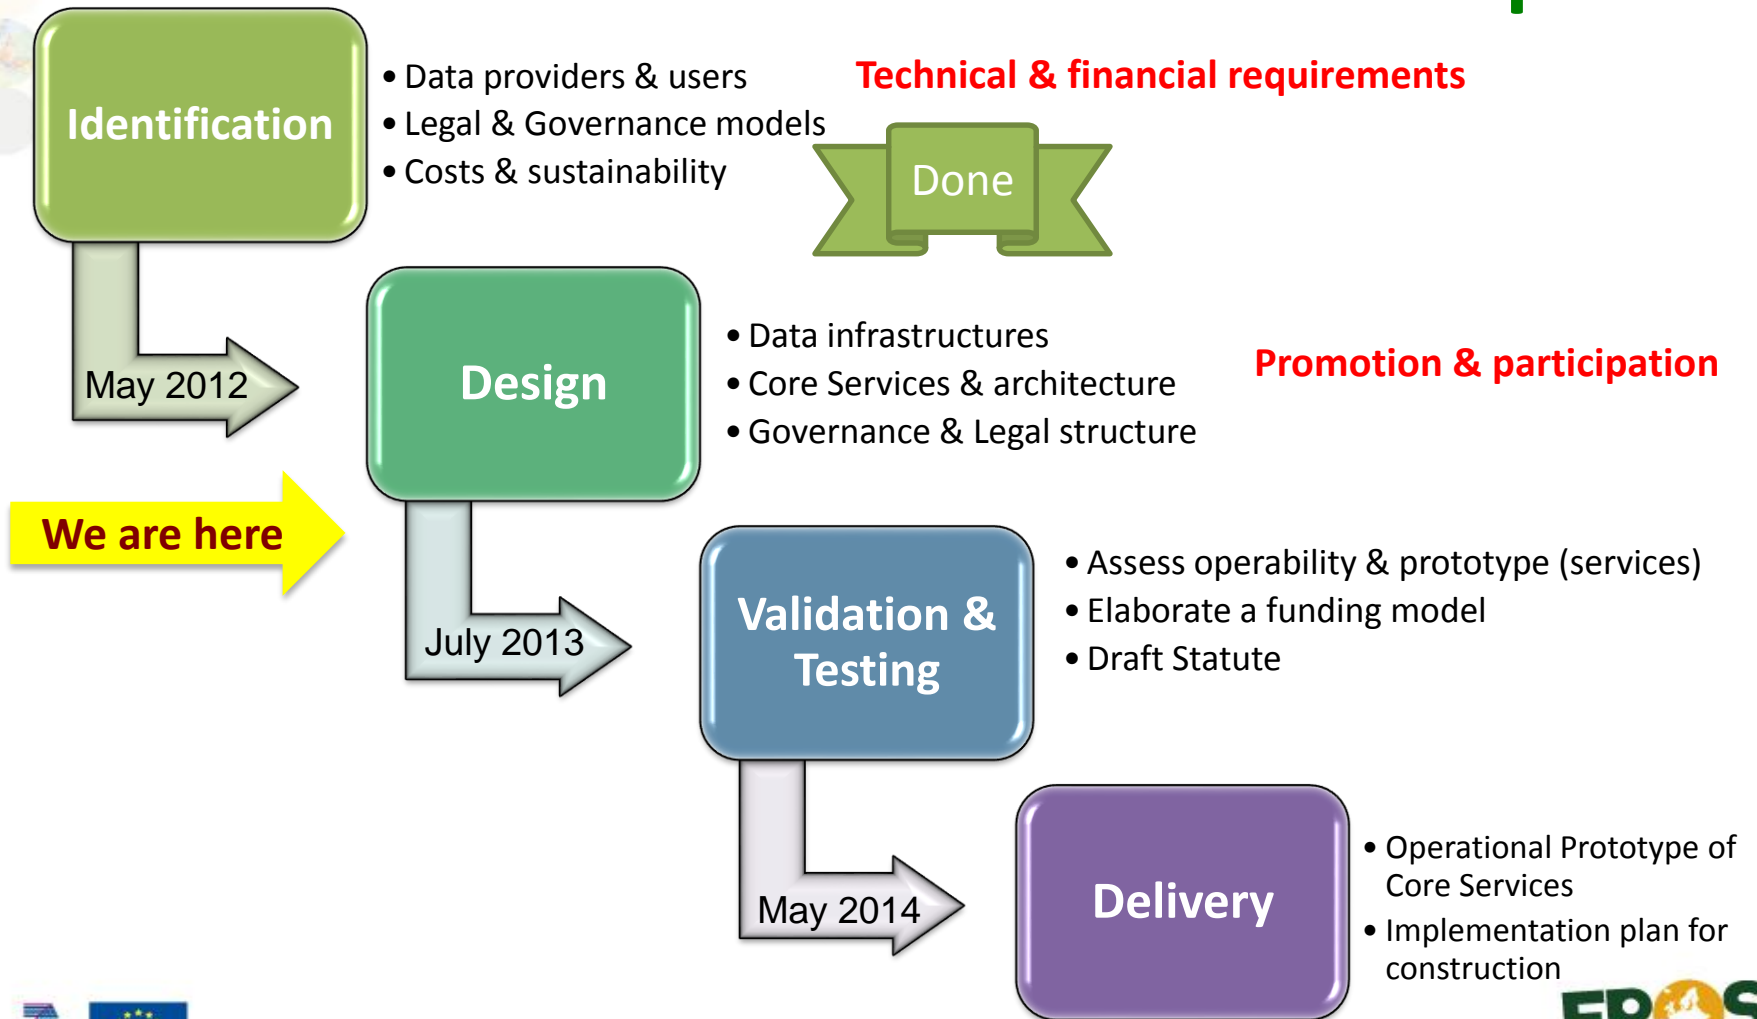 Identification
• Data providers & users
• Legal & Governance models
• Costs & sustainability
Technical & financial requirements
Done
May 2012
Design
• Data infrastructures
• Core Services & architecture
• Governance & Legal structure
Promotion & participation
We are here
July 2013
Validation &
Testing
• Assess operability & prototype (services)
• Elaborate a funding model
• Draft Statute
May 2014
Delivery
• Operational Prototype of
Core Services
• Implementation plan for
construction
EPOS